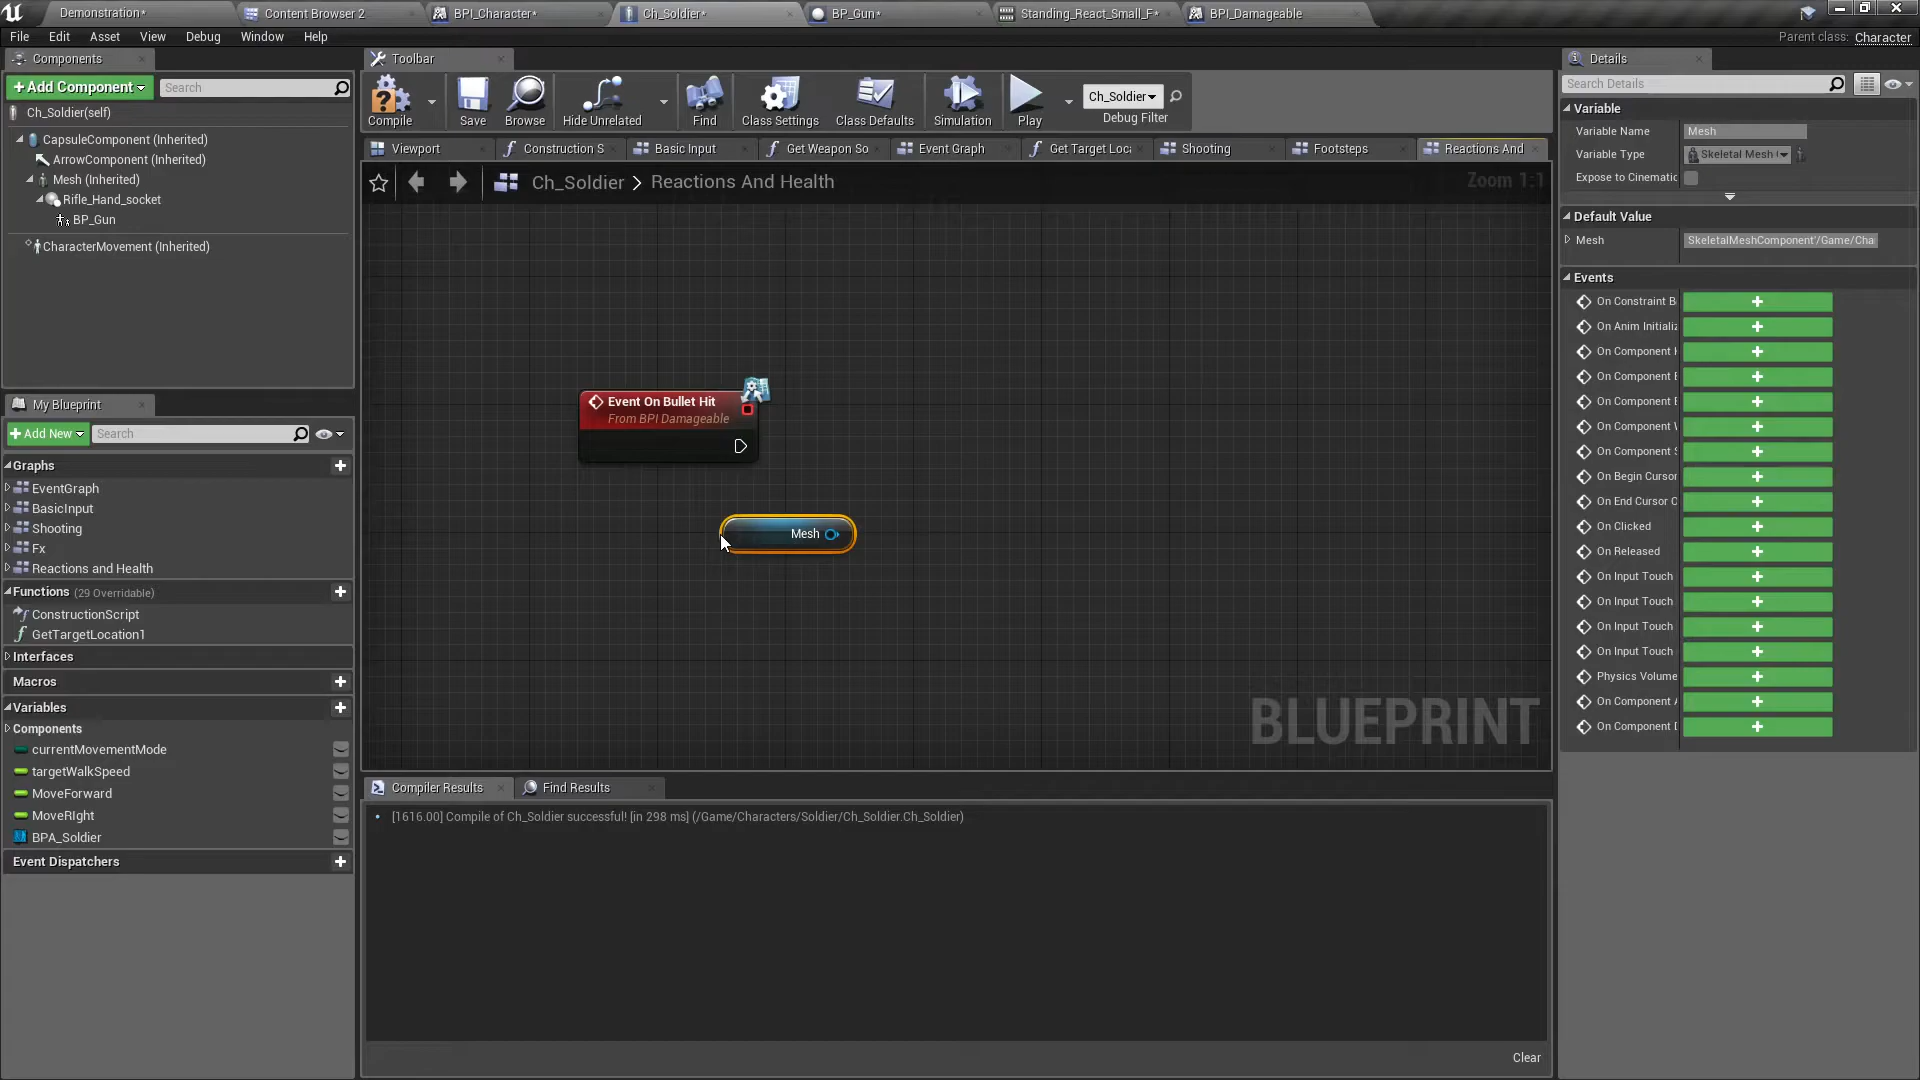 Demonstration*
Content Browser 2
BPI_Character*
Ch_Soldier*
BP_Gun*
Standing_React_Small_F*
BPI_Damageable
File
Edit
Asset
View
Debug
Window
Help
Parent class:
Character
Components
Toolbar
Details
+Add Component
Search
Ch_Soldier(self)
CapsuleComponent (Inherited)
ArrowComponent (Inherited)
Mesh (Inherited)
Rifle_Hand_socket
BP_Gun
CharacterMovement (Inherited)
Compile
Save
Browse
Hide Unrelated
Find
Class Settings
Class Defaults
Simulation
Play
Ch_Soldier
Debug Filter
Viewport
Construction S
Basic Input
Get Weapon So
Event Graph
Get Target Loc
Shooting
Footsteps
Reactions And
Ch_Soldier > Reactions And Health
Zoom 1:1
Event On Bullet Hit
From BPI Damageable
Mesh
BLUEPRINT
My Blueprint
+Add New
Search
Graphs
EventGraph
BasicInput
Shooting
Fx
Reactions and Health
Functions (29 Overridable)
ConstructionScript
GetTargetLocation1
Interfaces
Macros
Variables
Components
currentMovementMode
targetWalkSpeed
MoveForward
MoveRIght
BPA_Soldier
Event Dispatchers
Compiler Results
Find Results
[1616.00] Compile of Ch_Soldier successful! [in 298 ms] (/Game/Characters/Soldier/Ch_Soldier.Ch_Soldier)
Clear
Search Details
Variable
Variable Name
Mesh
Variable Type
Skeletal Mesh
Expose to Cinematic
Default Value
Mesh
SkeletalMeshComponent'/Game/Cha
Events
On Constraint B
On Anim Initializ
On Component
On Component
On Component
On Component
On Component
On Begin Cursor
On End Cursor
On Clicked
On Released
On Input Touch
On Input Touch
On Input Touch
On Input Touch
Physics Volume
On Component
On Component